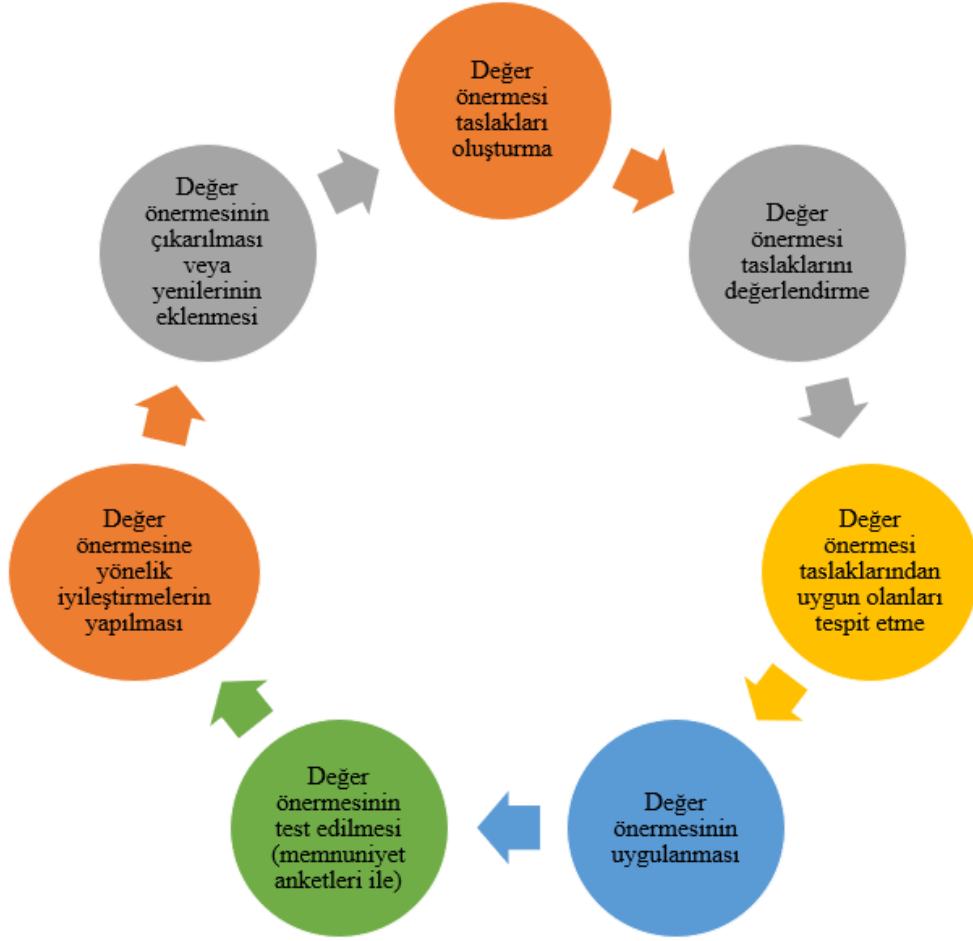 Değer
önermesi
taslakları
oluşturma
Değer
önermesi
taslaklarını
değerlendirme
Değer
önermesi
taslaklarından
uygun olanları
tespit etme
Değer
önermesinin
uygulanması
Değer
önermesinin
test edilmesi
(memnuniyet
anketleri ile)
Değer
önermesine
yönelik
iyileştirmelerin
yapılması
Değer
önermesinin
çıkarılması
veya
yenilerinin
eklenmesi